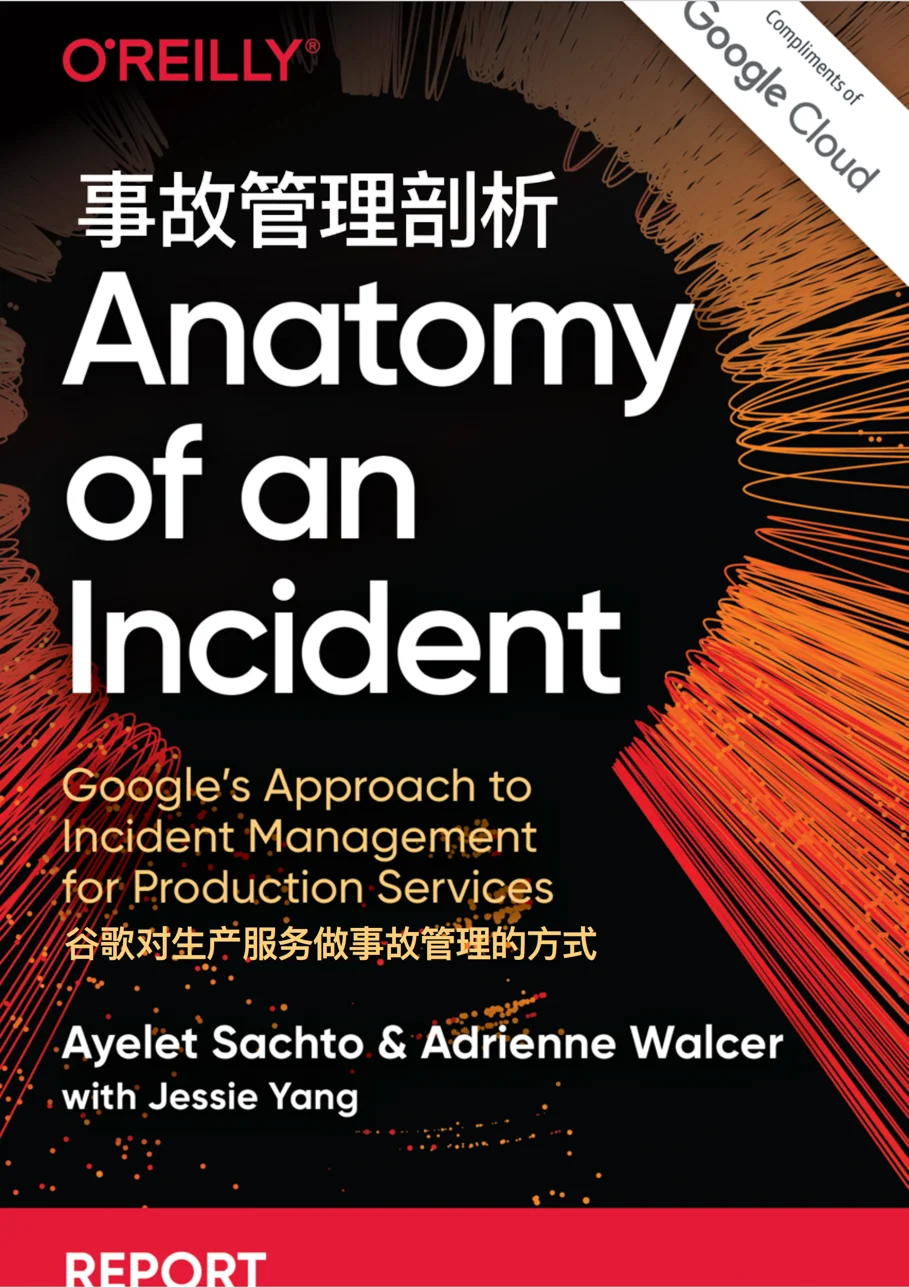 O'REILLY®
Compliments of
Google Cloud
事故管理剖析
Anatomy
of an
Incident
Google's Approach to
Incident Management
for Production Services
谷歌对生产服务做事故管理的方式
Ayelet Sachto & Adrienne Walcer
with Jessie Yang
REPORT